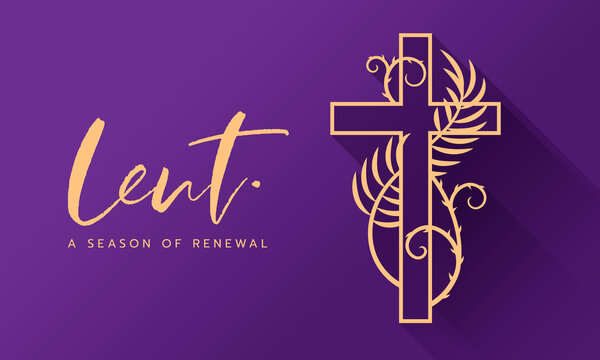 Lent.
A SEASON OF RENEWAL